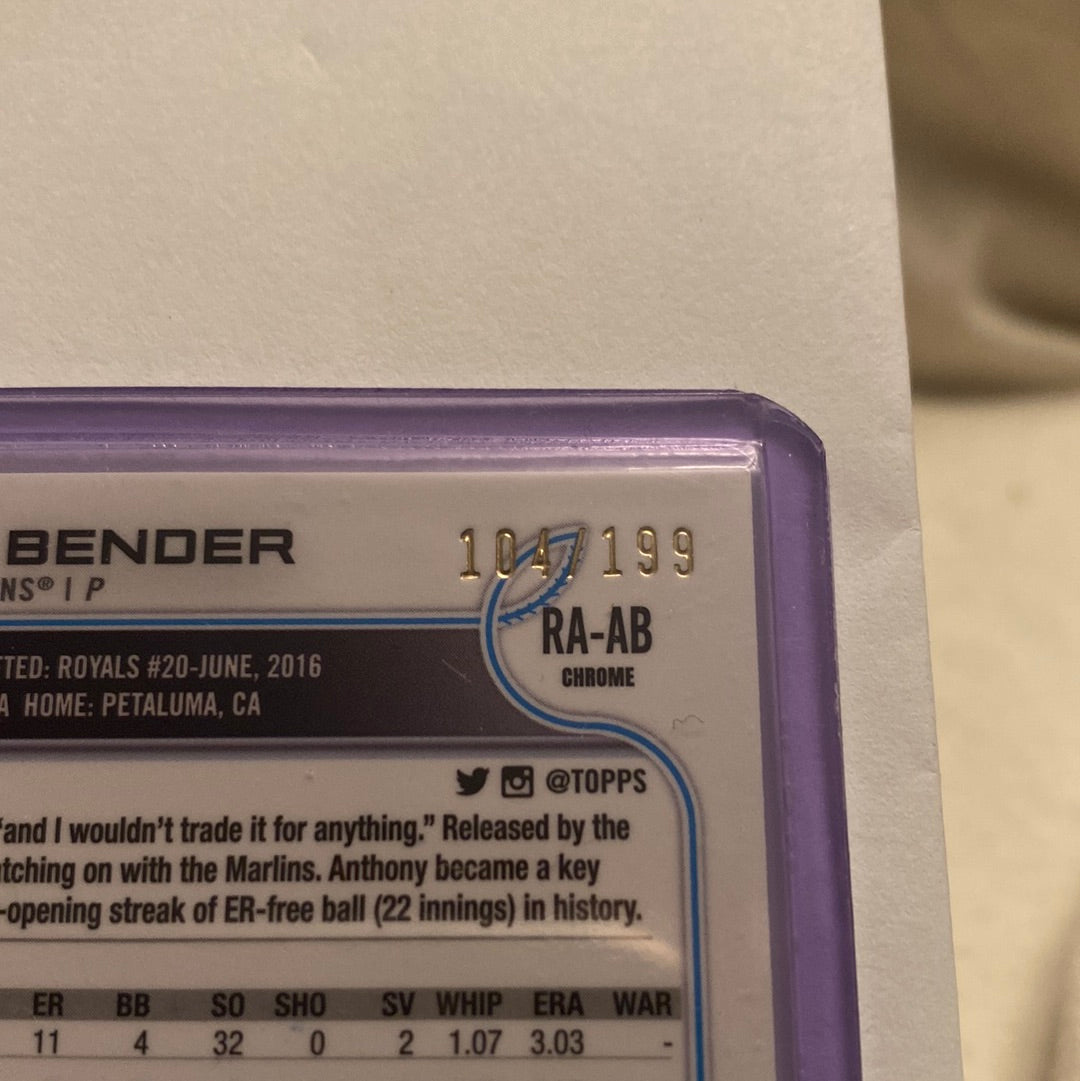 BENDER
104/199
NS® | P
RA-AB
CHROME
TTED: ROYALS #20-JUNE, 2016
A HOME: PETALUMA, CA
@TOPPS
“and I wouldn’t trade it for anything.” Released by the
tching on with the Marlins. Anthony became a key
-opening streak of ER-free ball (22 innings) in history.
ER BB SO SHO SV WHIP ERA WAR
11 4 32 0 2 1.07 3.03 -